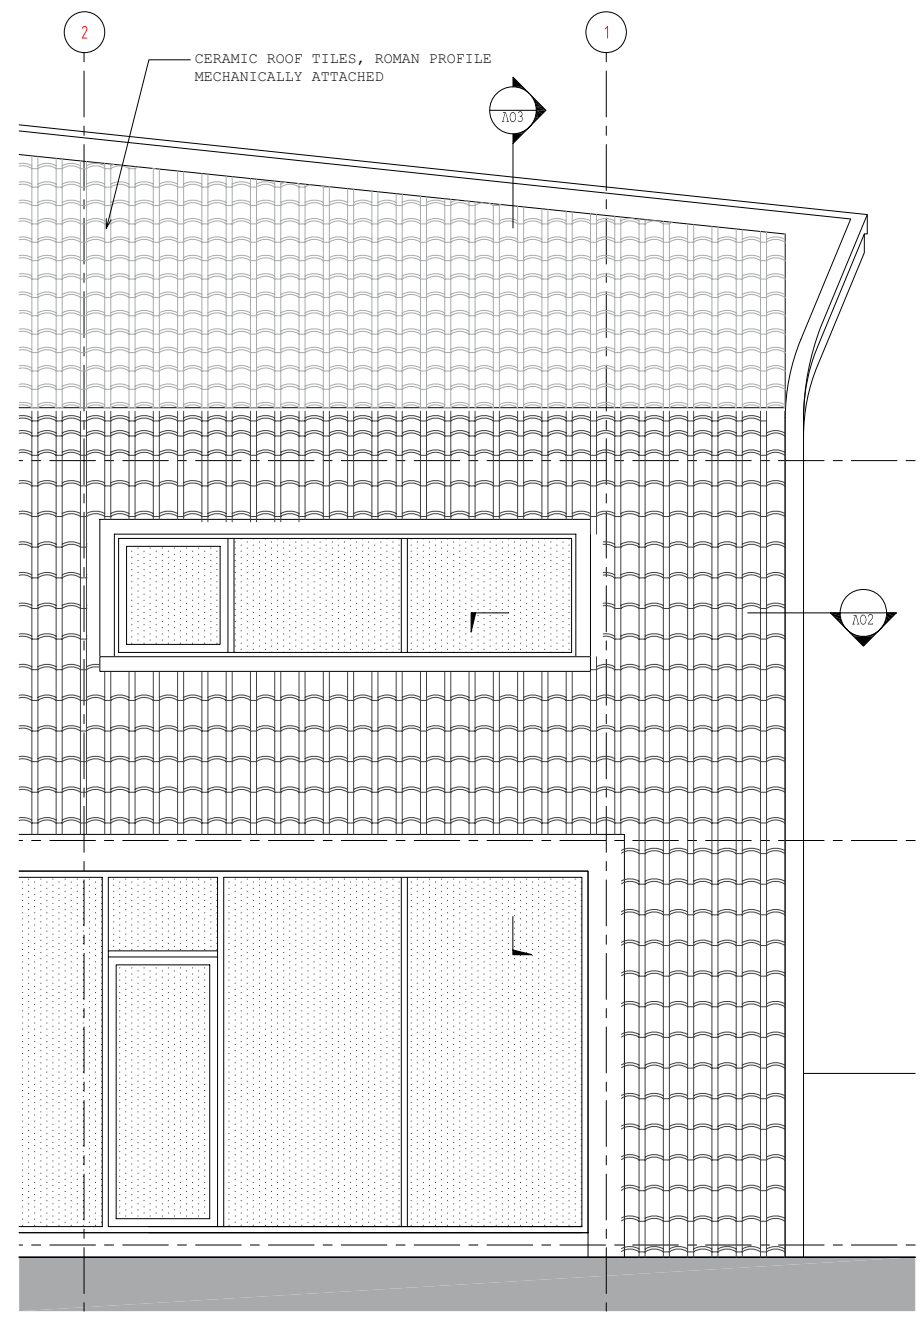 2
1
CERAMIC ROOF TILES, ROMAN PROFILE
MECHANICALLY ATTACHED
A03
A02